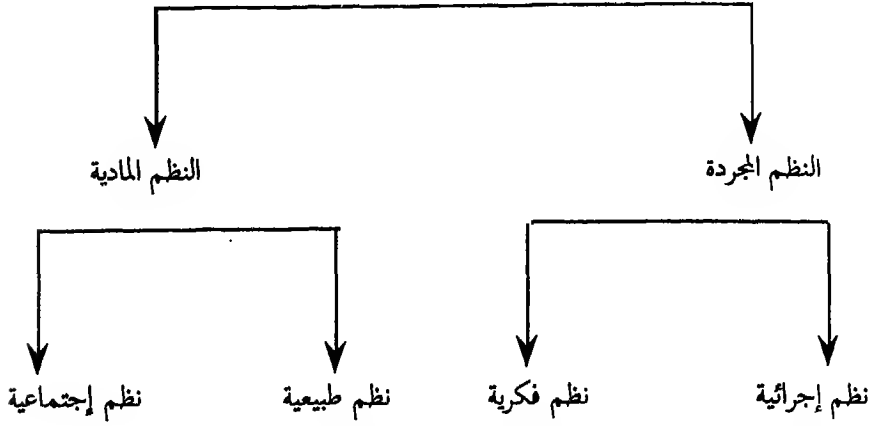 النظم المجردة
النظم المادية
نظم إجرائية
نظم فكرية
نظم طبيعية
نظم إجتماعية